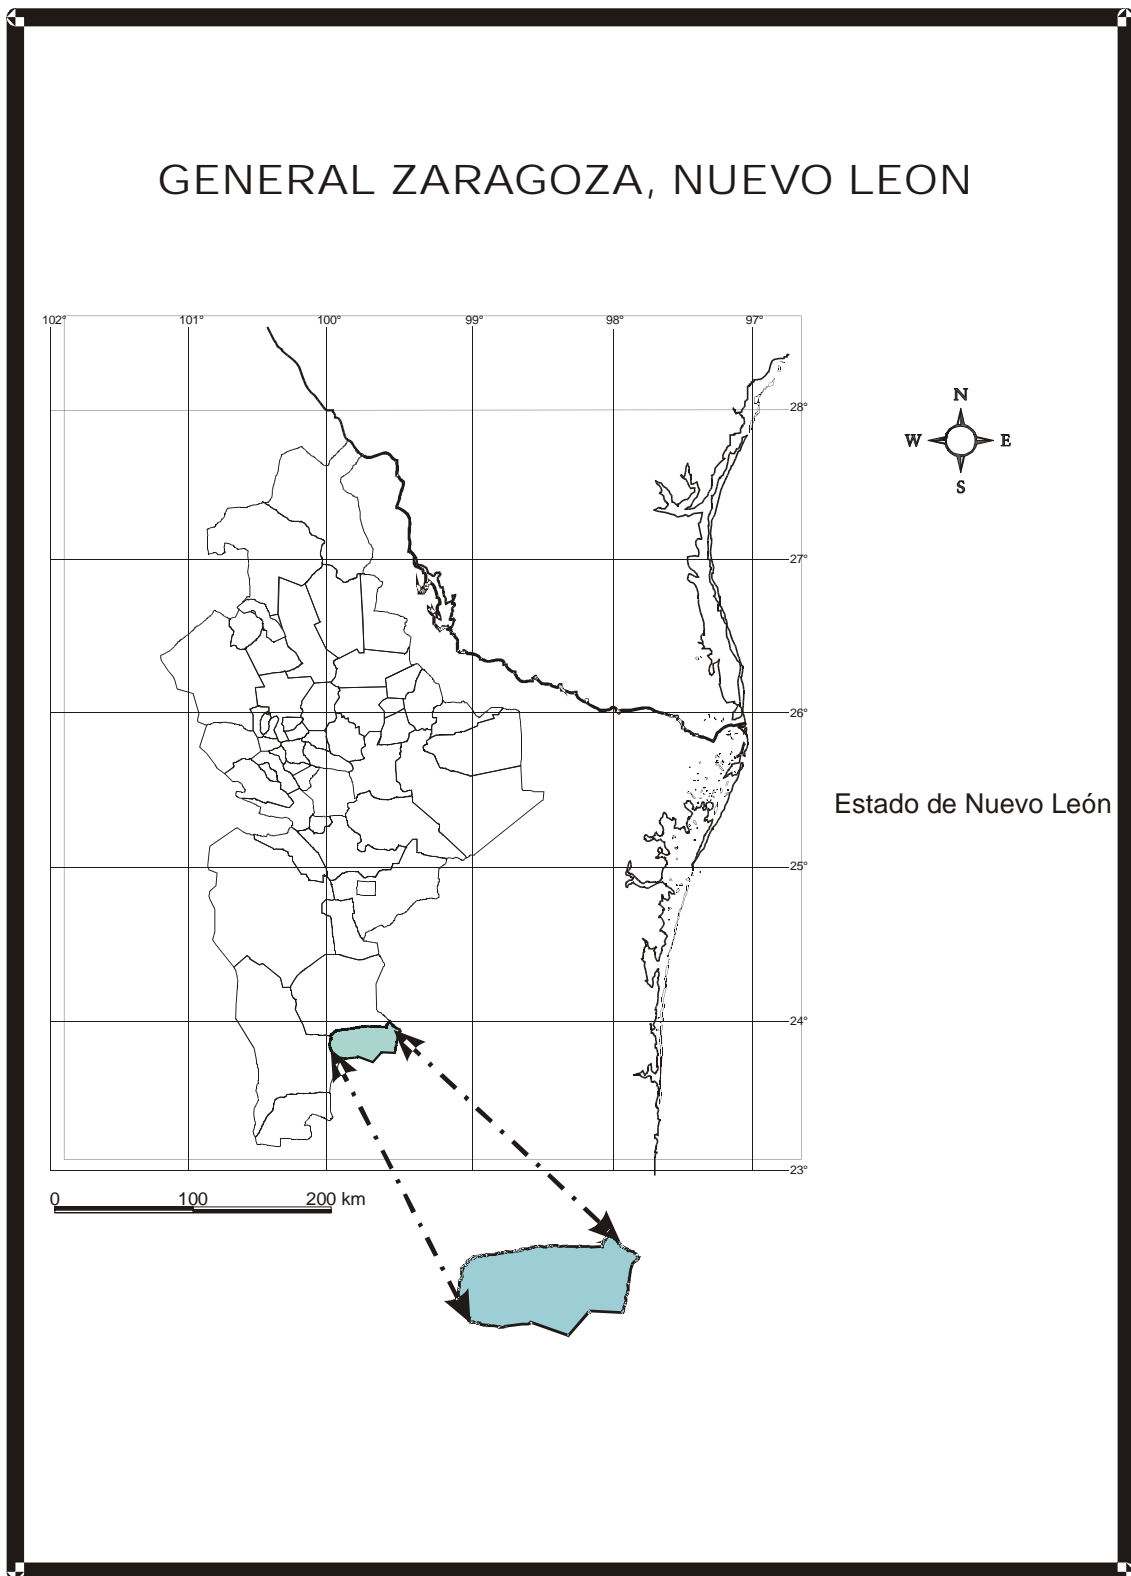 GENERAL ZARAGOZA, NUEVO LEON
102° 101° 100° 99° 98° 97°
28°
N
W E
S
27°
26°
Estado de Nuevo León
25°
24°
23°
0 100 200 km